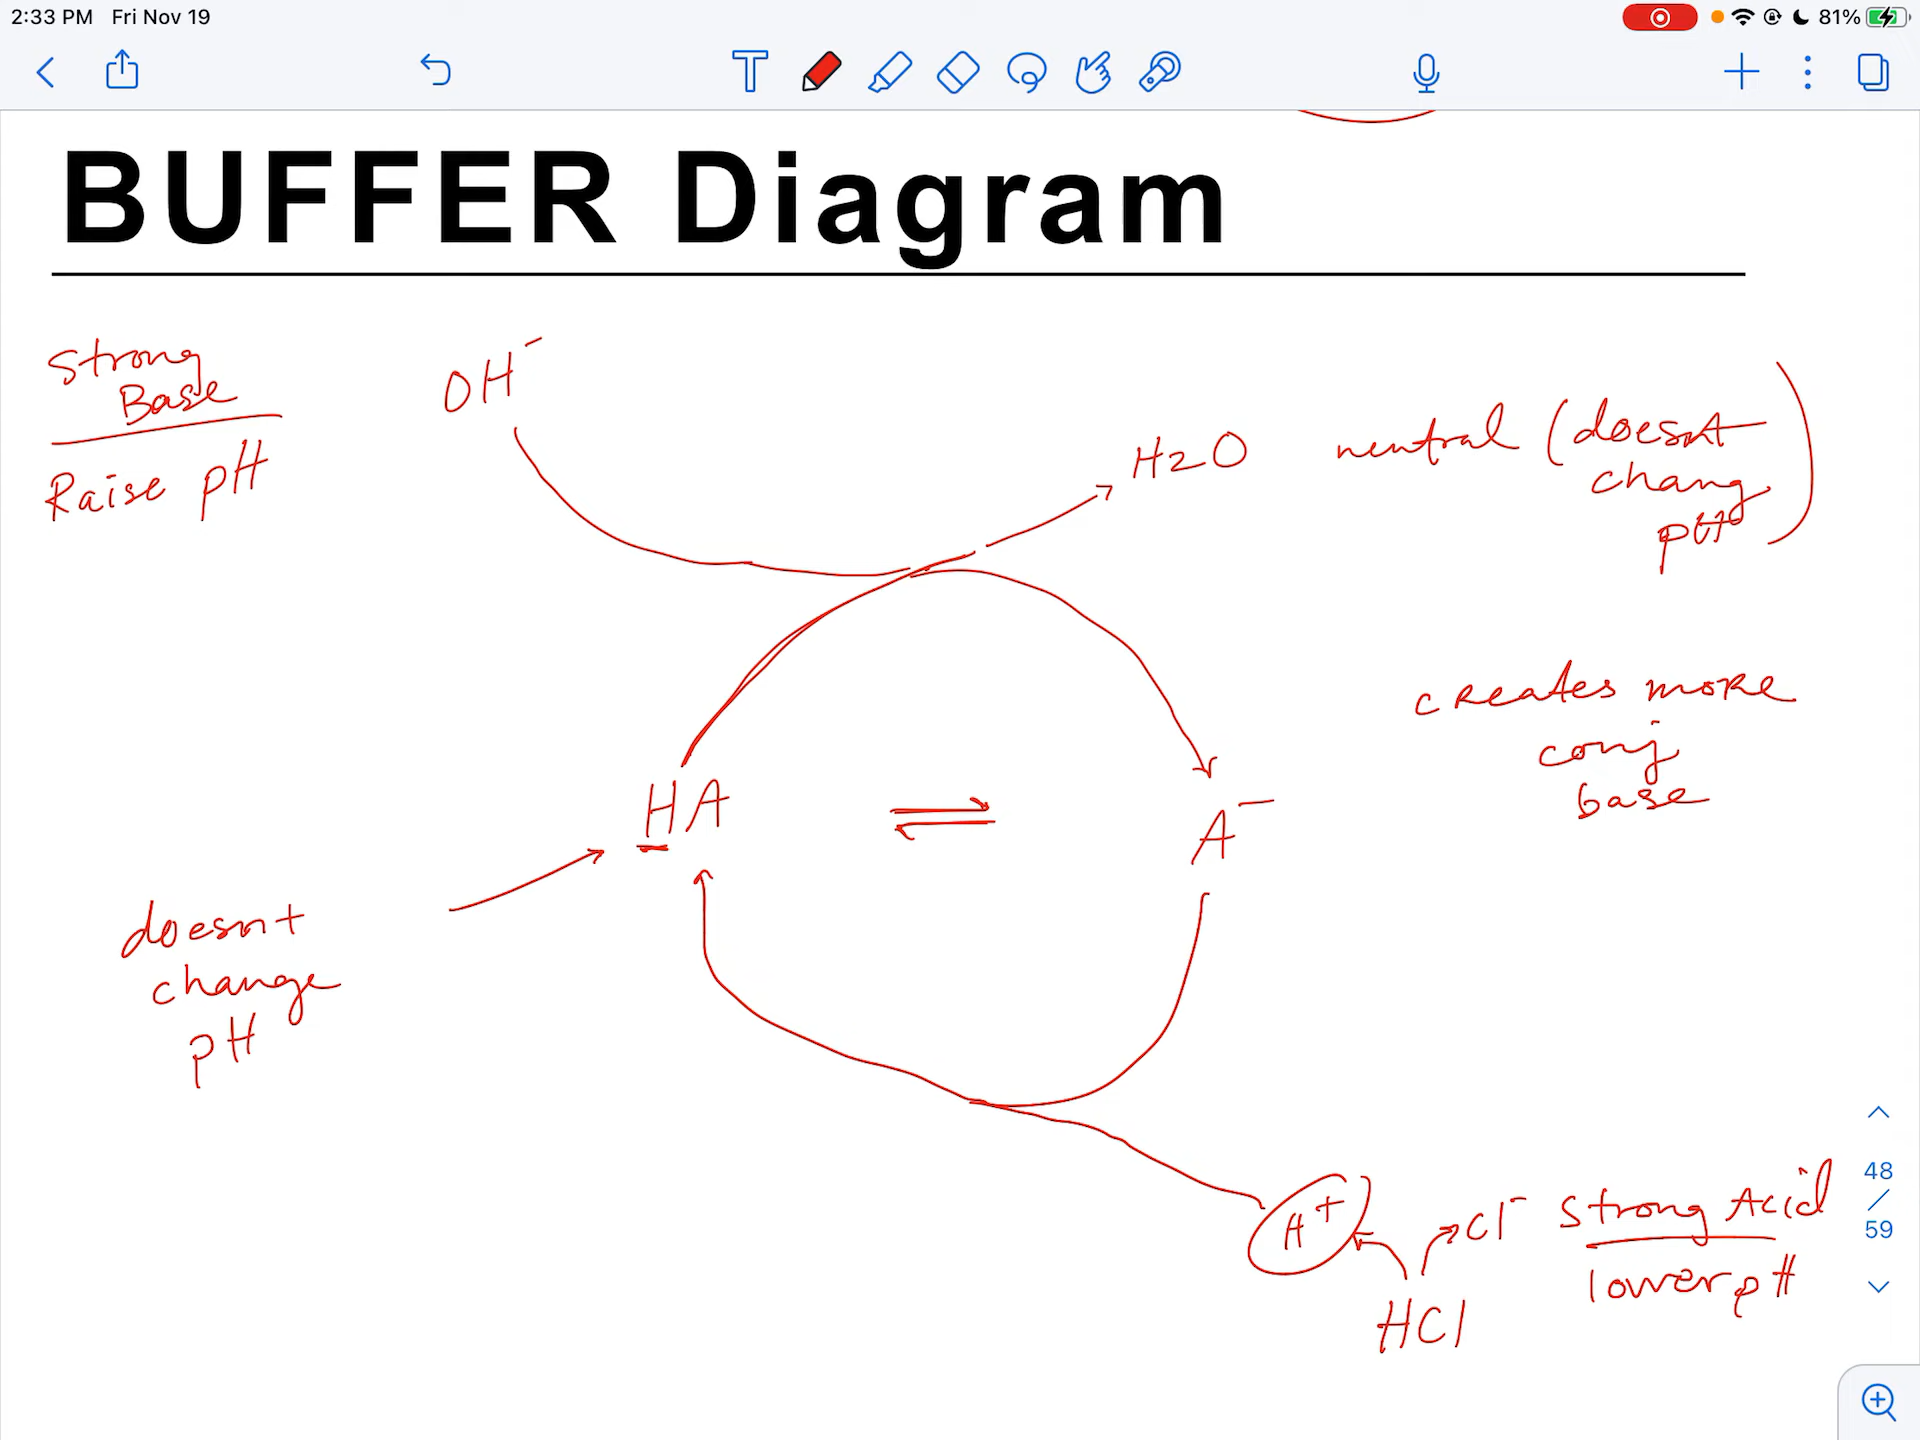 2:33 PM Fri Nov 19
81%
BUFFER Diagram
Strong
Base
Raise pH
OH⁻
H2O
neutral (doesnt
chang
pH)
creates more
conj
base
HA ⇌ A⁻
doesnt
change
pH
H⁺
Cl⁻
HCl
Strong Acid
lower pH
48
/
59